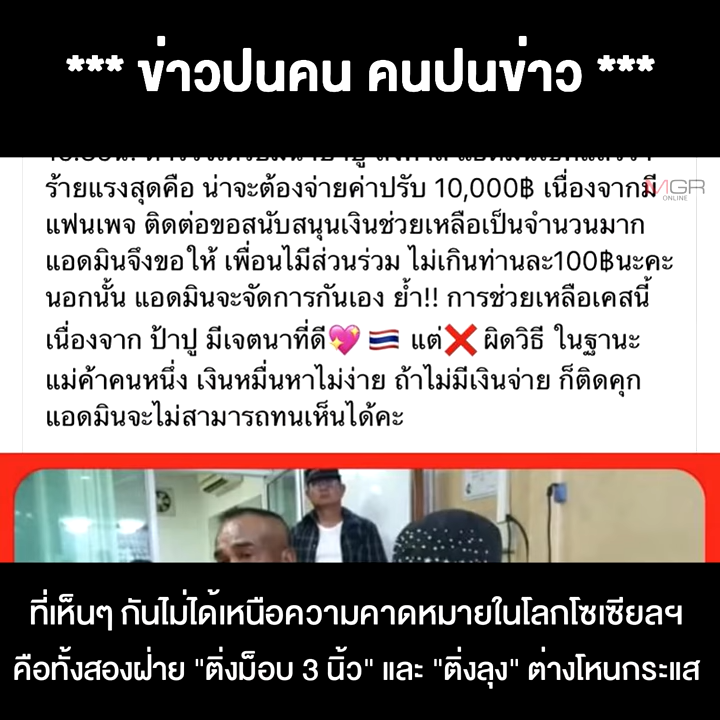 *** ข่าวปนคน คนปนข่าว ***
ร้ายแรงสุดคือ น่าจะต้องจ่ายค่าปรับ 10,000฿ เนื่องจากมี
MGR
ONLINE
แฟนเพจ ติดต่อขอสนับสนุนเงินช่วยเหลือเป็นจำนวนมาก
แอดมินจึงขอให้ เพื่อนไม่ีส่วนร่วม ไม่เกินท่านละ100฿นะคะ
นอกนั้น แอดมินจะจัดการกันเอง ย้ำ!! การช่วยเหลือเคสนี้
เนื่องจาก ป้าปู มีเจตนาที่ดี💖 🇹🇭 แต่❌ ผิดวิธี ในฐานะ
แม่ค้าคนหนึ่ง เงินหมื่นหาไม่ง่าย ถ้าไม่มีเงินจ่าย ก็ติดคุก
แอดมินจะไม่สามารถทนเห็นได้คะ
ที่เห็นๆ กันไม่ได้เหนือความคาดหมายในโลกโซเชียลฯ
คือทั้งสองฝ่าย "ติ่งม็อบ 3 นิ้ว" และ "ติ่งลุง" ต่างโหนกระแส